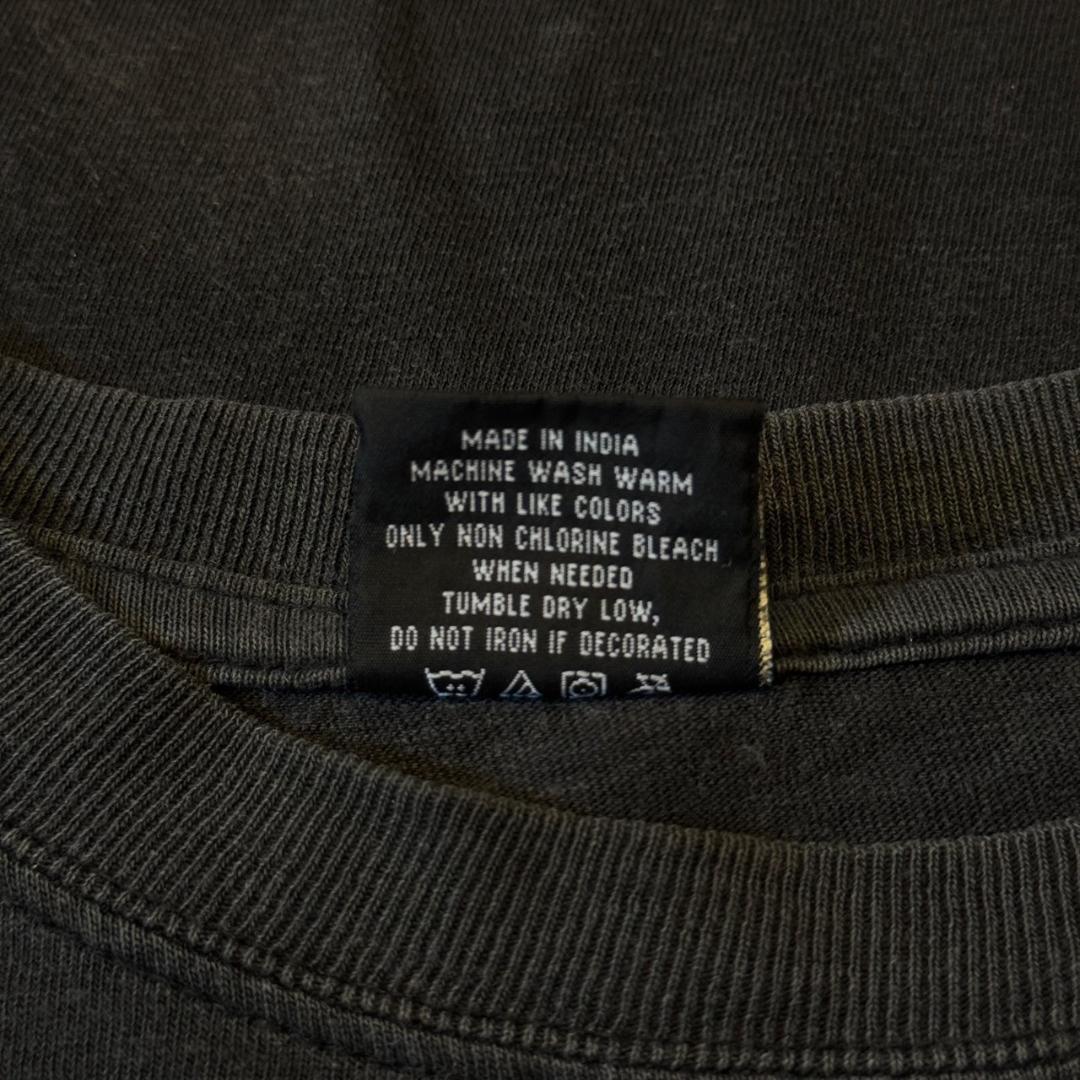 MADE IN INDIA
MACHINE WASH WARM
WITH LIKE COLORS
ONLY NON CHLORINE BLEACH
WHEN NEEDED
TUMBLE DRY LOW,
DO NOT IRON IF DECORATED